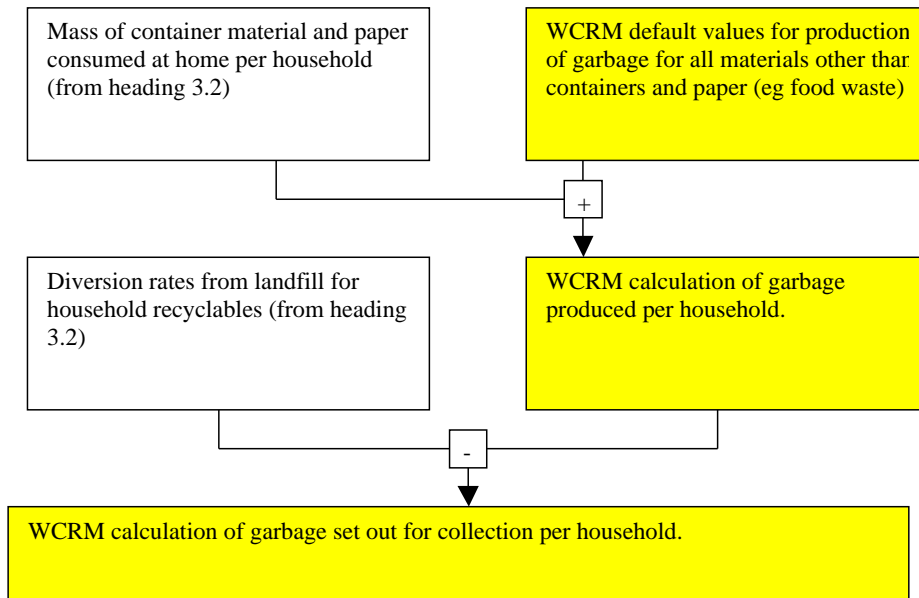 Mass of container material and paper
consumed at home per household
(from heading 3.2)
WCRM default values for production
of garbage for all materials other than
containers and paper (eg food waste)
+
Diversion rates from landfill for
household recyclables (from heading
3.2)
WCRM calculation of garbage
produced per household.
-
WCRM calculation of garbage set out for collection per household.